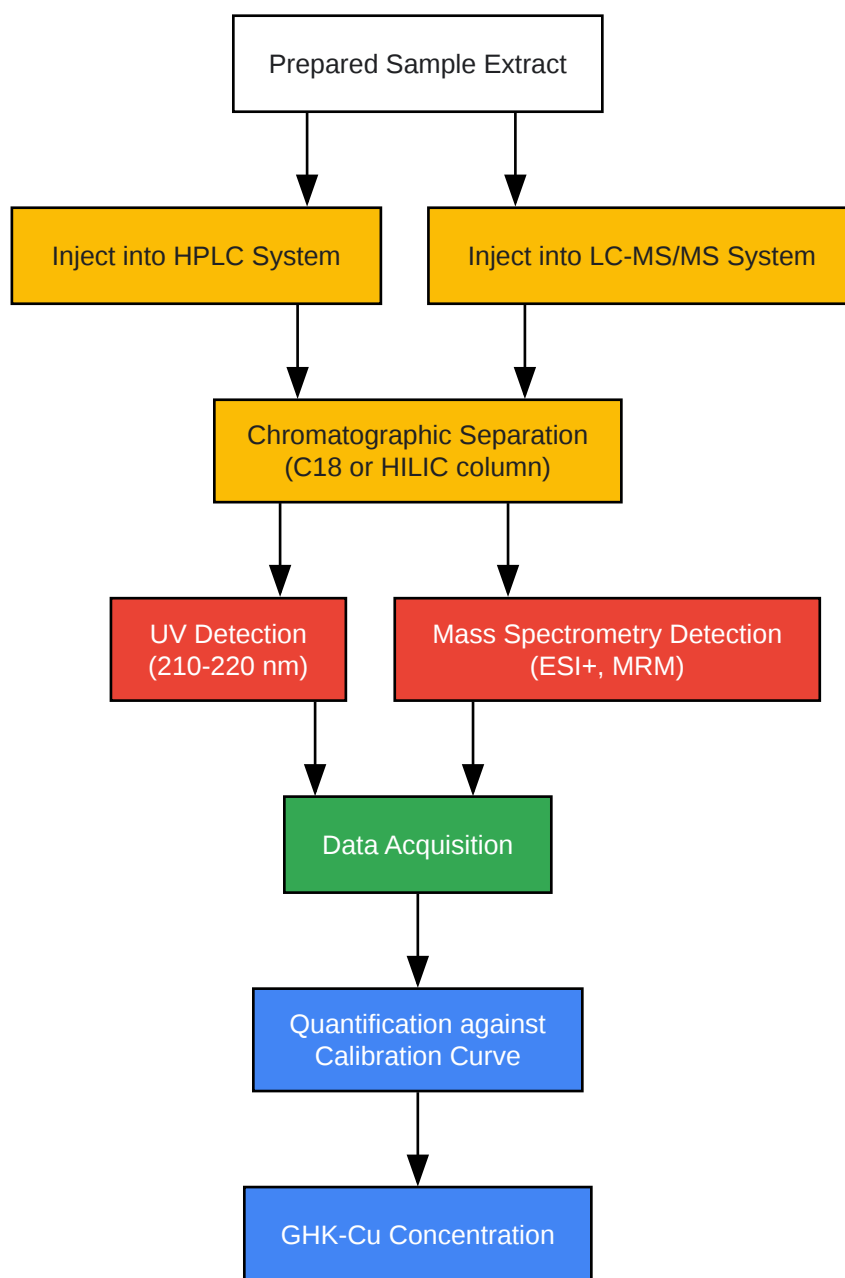 Prepared Sample Extract
Inject into HPLC System
Inject into LC-MS/MS System
Chromatographic Separation
(C18 or HILIC column)
UV Detection
(210-220 nm)
Mass Spectrometry Detection
(ESI+, MRM)
Data Acquisition
Quantification against
Calibration Curve
GHK-Cu Concentration